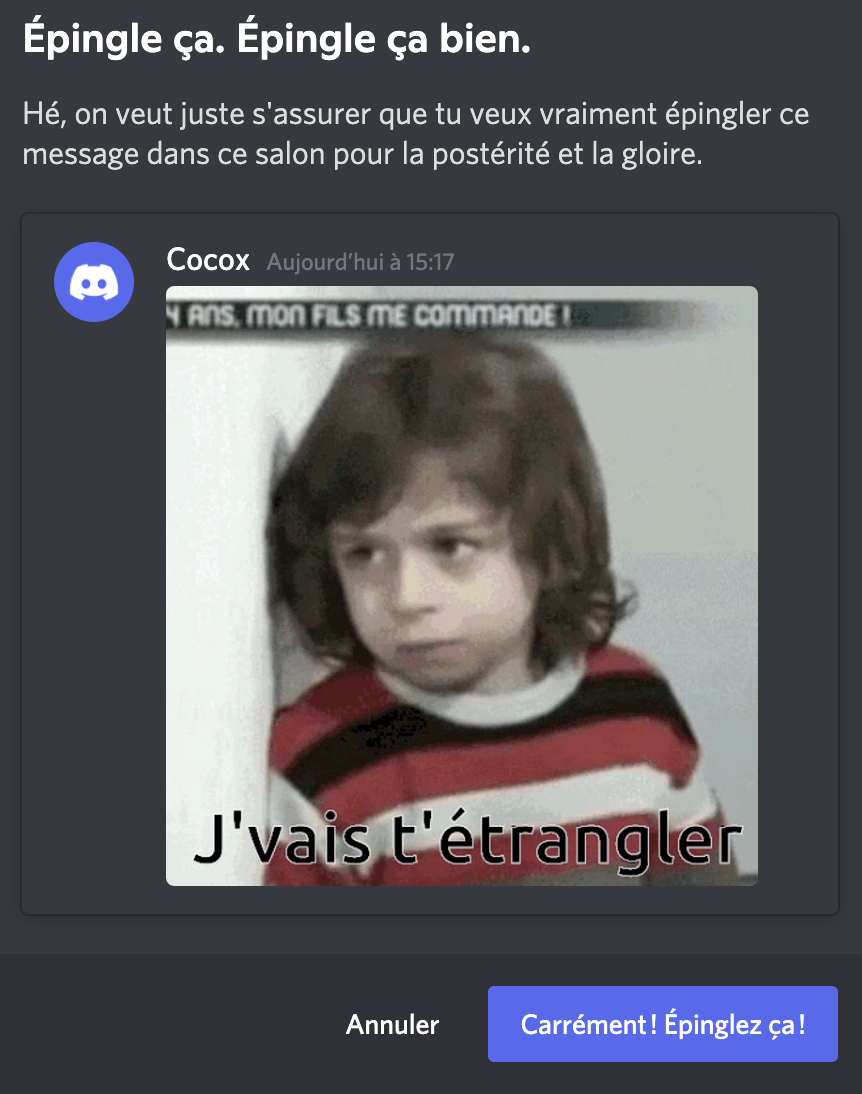 Épingle ça. Épingle ça bien.
Hé, on veut juste s'assurer que tu veux vraiment épingler ce
message dans ce salon pour la postérité et la gloire.
Cocox Aujourd’hui à 15:17
4 ANS, MON FILS ME COMMANDE !
J'vais t'étrangler
Annuler Carrément ! Épinglez ça !